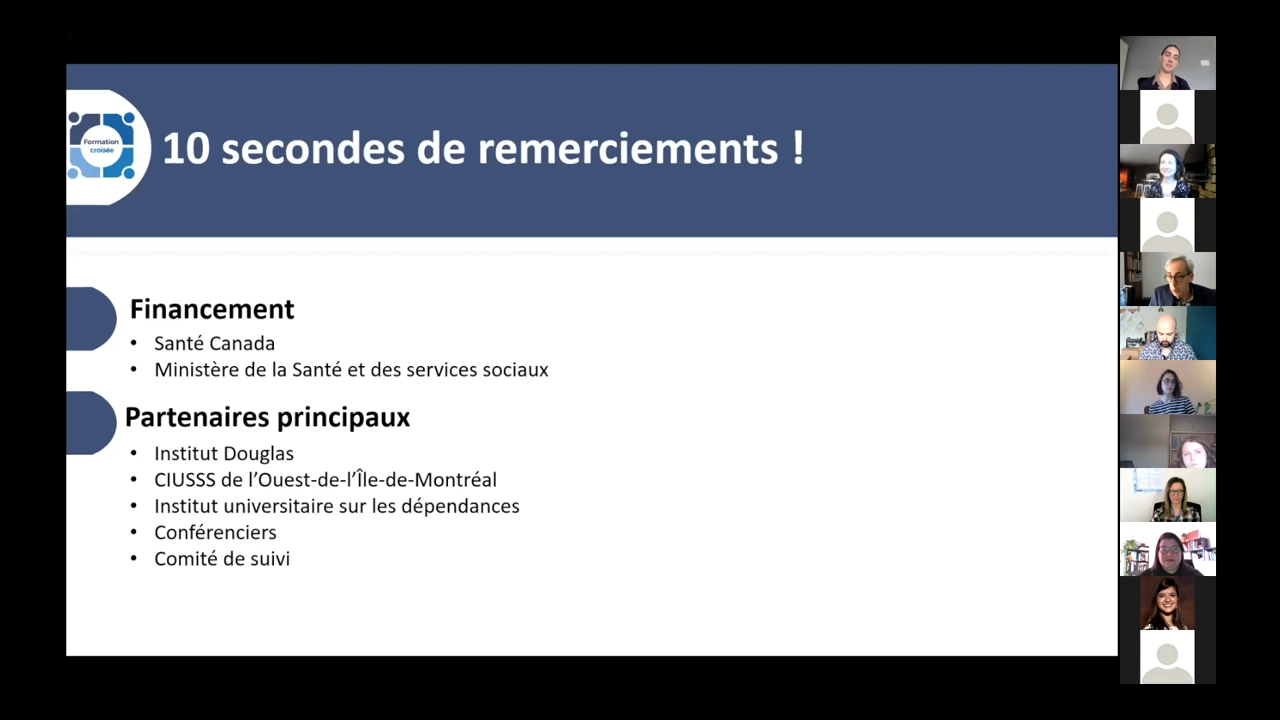 Formation
croisée
10 secondes de remerciements !
Financement
• Santé Canada
• Ministère de la Santé et des services sociaux
Partenaires principaux
• Institut Douglas
• CIUSSS de l’Ouest-de-l’Île-de-Montréal
• Institut universitaire sur les dépendances
• Conférenciers
• Comité de suivi